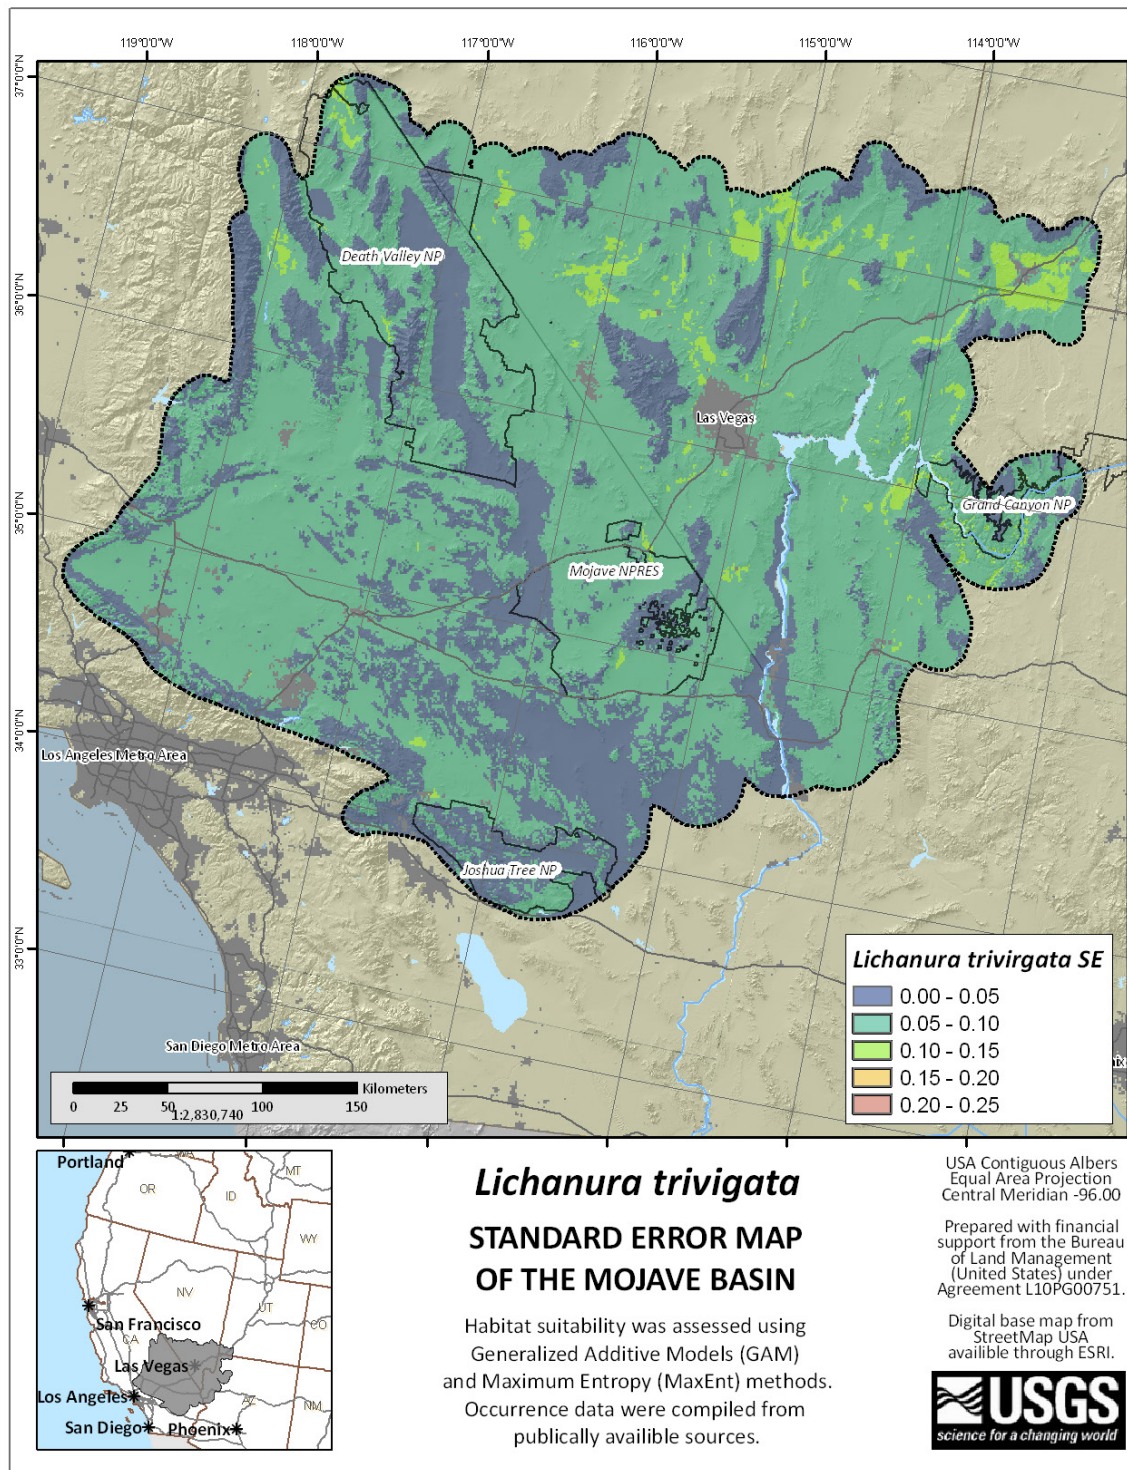 119°0'0"W
118°0'0"W
117°0'0"W
116°0'0"W
115°0'0"W
114°0'0"W
37°0'0"N
36°0'0"N
35°0'0"N
34°0'0"N
33°0'0"N
Death Valley NP
Las Vegas
Grand Canyon NP
Mojave NPRES
Los Angeles Metro Area
Joshua Tree NP
San Diego Metro Area
Lichanura trivirgata SE
0.00 - 0.05
0.05 - 0.10
0.10 - 0.15
0.15 - 0.20
0.20 - 0.25
Kilometers
0 25 50 100 150
1:2,830,740
Portland
WA
MT
OR
ID
WY
NV
UT
CO
San Francisco
CA
Las Vegas
Los Angeles
AZ
NM
San Diego
Phoenix
Lichanura trivigata
STANDARD ERROR MAP
OF THE MOJAVE BASIN
Habitat suitability was assessed using
Generalized Additive Models (GAM)
and Maximum Entropy (MaxEnt) methods.
Occurrence data were compiled from
publically availible sources.
USA Contiguous Albers
Equal Area Projection
Central Meridian -96.00
Prepared with financial
support from the Bureau
of Land Management
(United States) under
Agreement L10PG00751.
Digital base map from
StreetMap USA
availible through ESRI.
USGS
science for a changing world